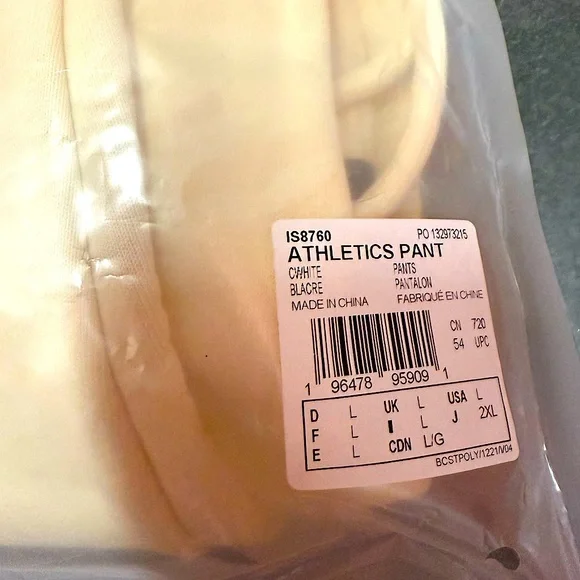 IS8760 PO 132973215
ATHLETICS PANT
CWHITE PANTS
BLACRE PANTALON
MADE IN CHINA FABRIQUÉ EN CHINE
CN 720
54 UPC
1 96478 95909 1
D L UK L USA L
F L I L J 2XL
E L CDN L/G
BCSTPOLY/1221/V04